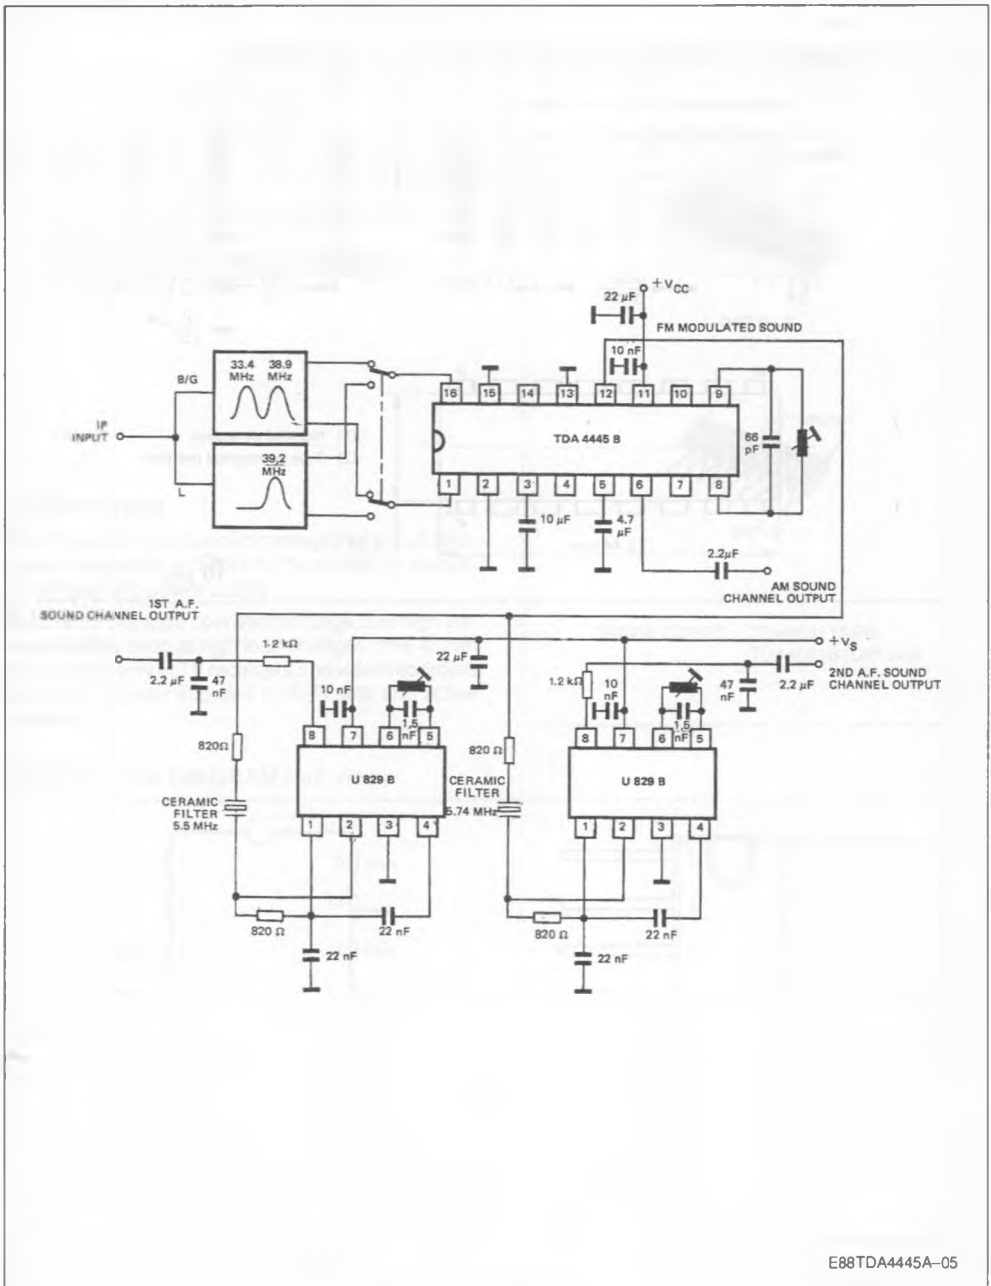 +VCC
22 µF
FM MODULATED SOUND
10 nF
33.4 MHz
38.9 MHz
B/G
IF INPUT
39.2 MHz
L
16 15 14 13 12 11 10 9
TDA 4445 B
1 2 3 4 5 6 7 8
66 pF
10 µF
4.7 µF
2.2µF
AM SOUND
CHANNEL OUTPUT
1ST A.F.
SOUND CHANNEL OUTPUT
1.2 kΩ
2.2 µF
47 nF
10 nF
22 µF
1.5 nF
8 7 6 5
U 829 B
1 2 3 4
820Ω
CERAMIC
FILTER
5.5 MHz
820 Ω
22 nF
22 nF
+VS
2ND A.F. SOUND
CHANNEL OUTPUT
1.2 kΩ
10 nF
47 nF
2.2 µF
1.5 nF
8 7 6 5
U 829 B
1 2 3 4
820 Ω
CERAMIC
FILTER
5.74 MHz
820 Ω
22 nF
22 nF
E88TDA4445A-05